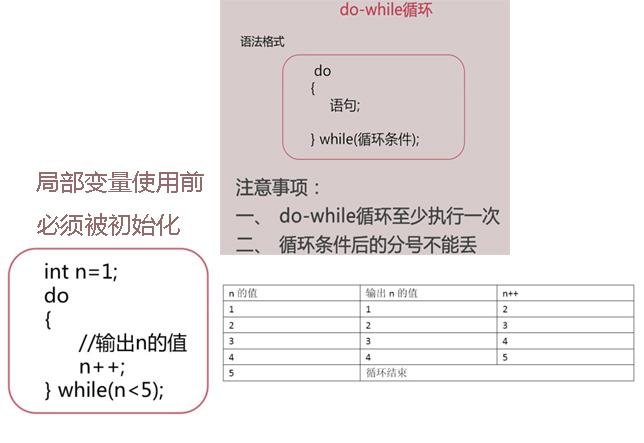 do-while循环
语法格式
do
{
语句;
} while(循环条件);
注意事项：
一、 do-while循环至少执行一次
二、 循环条件后的分号不能丢
局部变量使用前
必须被初始化
int n=1;
do
{
//输出n的值
n++;
} while(n<5);
n 的值 输出 n 的值 n++
1 1 2
2 2 3
3 3 4
4 4 5
5 循环结束